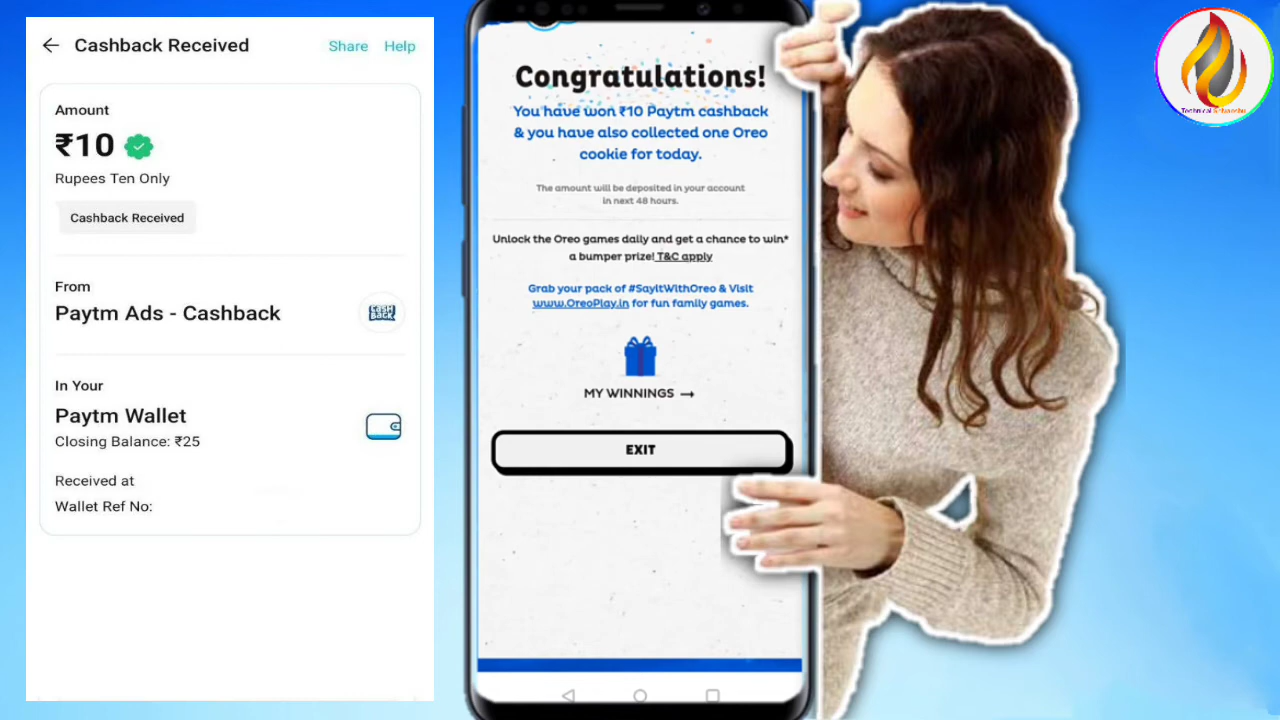 Cashback Received
Share Help
Amount
₹10
Rupees Ten Only
Cashback Received
From
Paytm Ads - Cashback
CASH
BACK
In Your
Paytm Wallet
Closing Balance: ₹25
Received at
Wallet Ref No:
Congratulations!
You have won ₹10 Paytm cashback
& you have also collected one Oreo
cookie for today.
The amount will be deposited in your account
in next 48 hours.
Unlock the Oreo games daily and get a chance to win*
a bumper prize! T&C apply
Grab your pack of #SayItWithOreo & Visit
www.OreoPlay.in for fun family games.
MY WINNINGS →
EXIT
Technical